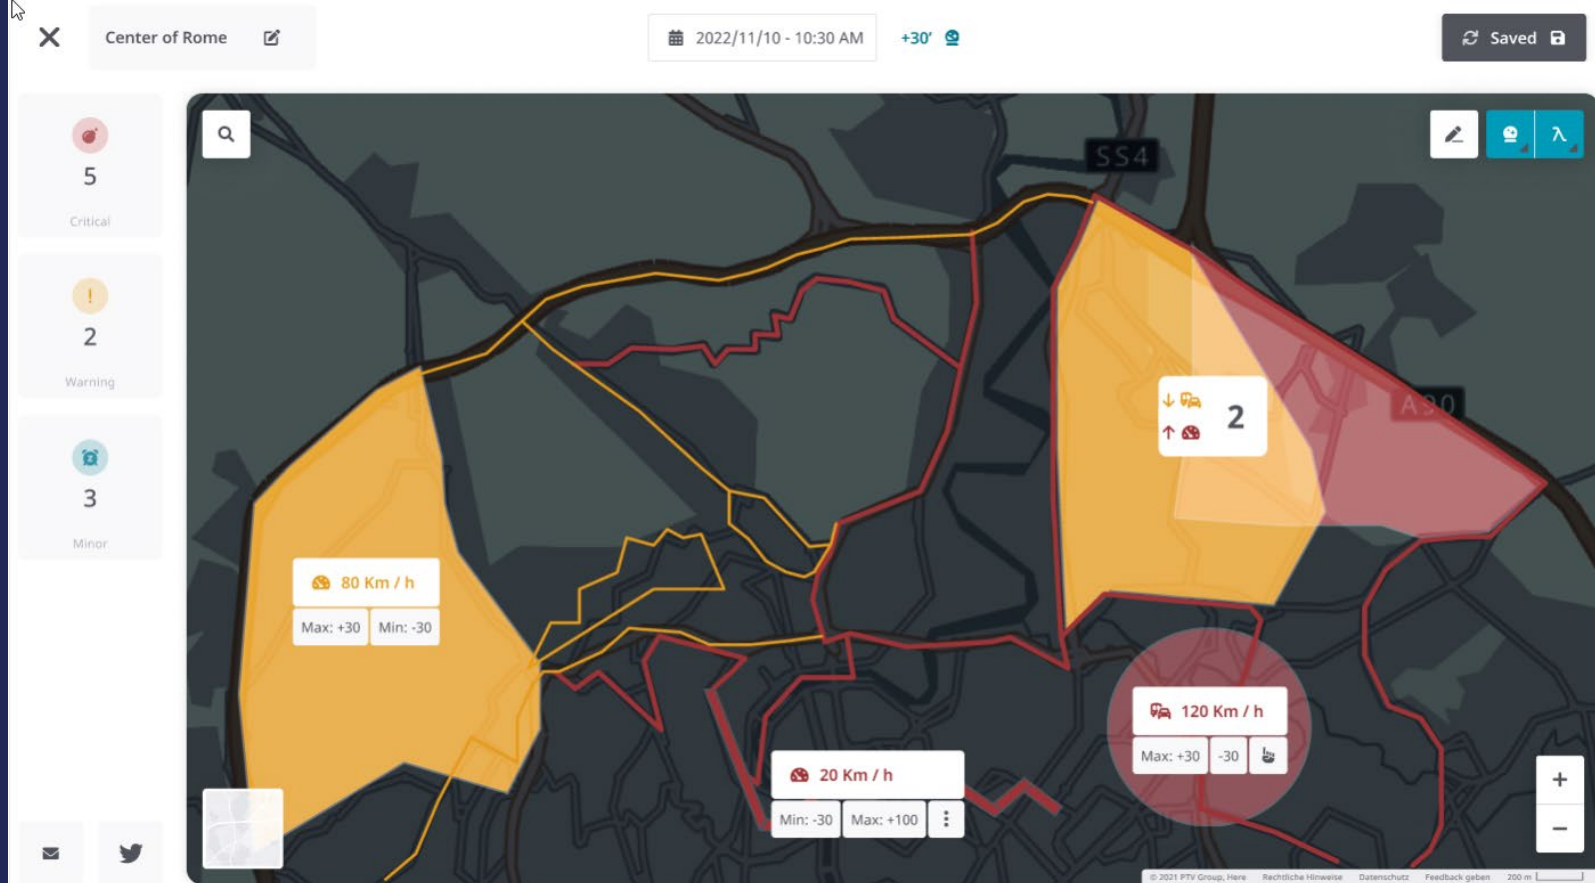 Center of Rome
2022/11/10 - 10:30 AM
+30'
Saved
5
Critical
2
Warning
3
Minor
SS4
A90
2
80 Km / h
Max: +30
Min: -30
120 Km / h
Max: +30
-30
20 Km / h
Min: -30
Max: +100
λ
+
−
© 2021 PTV Group, Here Rechtliche Hinweise Datenschutz Feedback geben 200 m